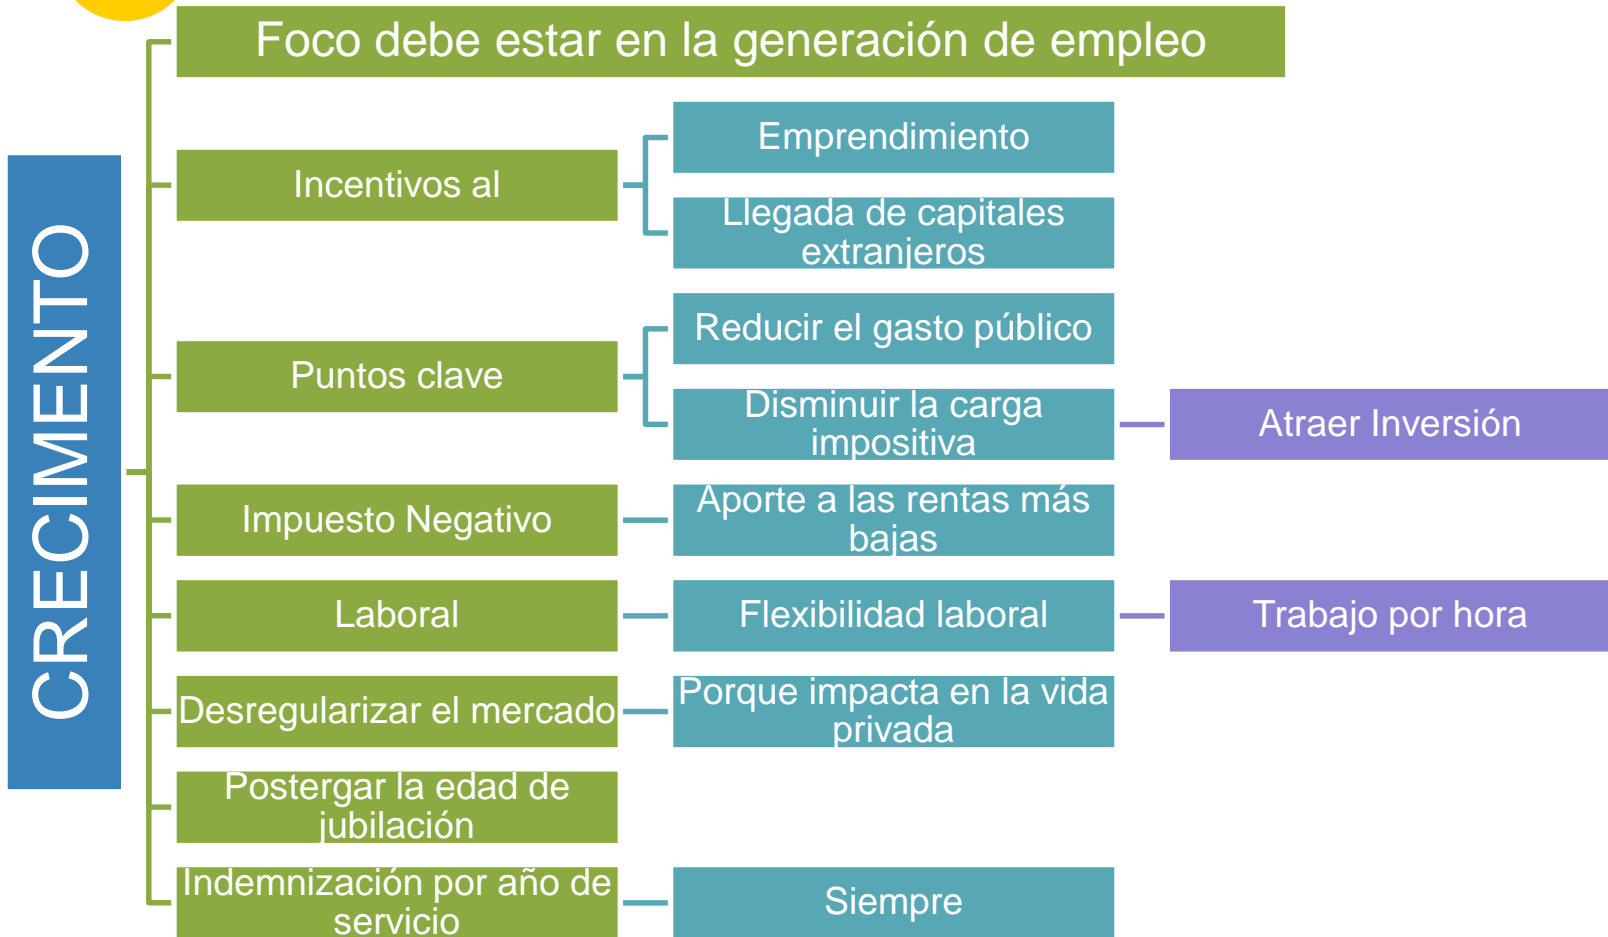 CRECIMENTO
Foco debe estar en la generación de empleo
Incentivos al
Emprendimiento
Llegada de capitales
extranjeros
Puntos clave
Reducir el gasto público
Disminuir la carga
impositiva
Atraer Inversión
Impuesto Negativo
Aporte a las rentas más
bajas
Laboral
Flexibilidad laboral
Trabajo por hora
Desregularizar el mercado
Porque impacta en la vida
privada
Postergar la edad de
jubilación
Indemnización por año de
servicio
Siempre